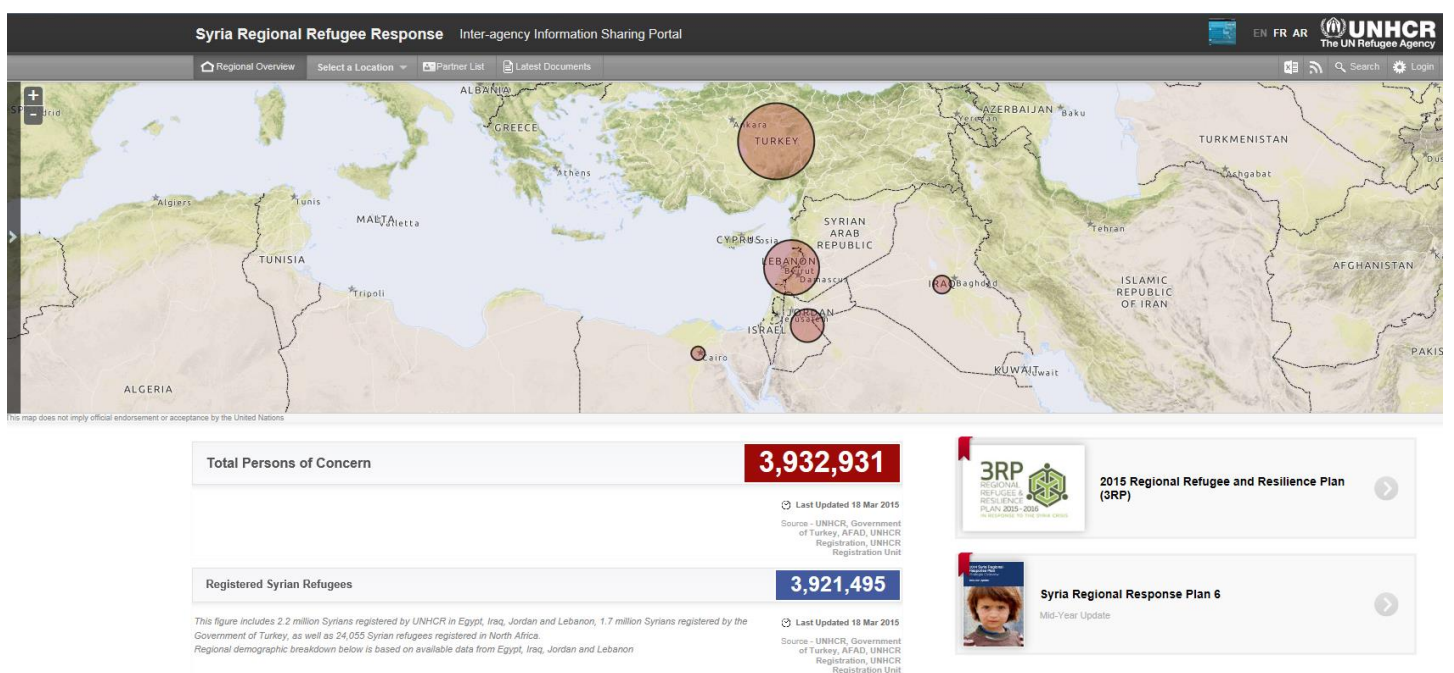 Syria Regional Refugee Response Inter-agency Information Sharing Portal
EN FR AR
UNHCR
The UN Refugee Agency
Regional Overview Select a Location Partner List Latest Documents
Search Login
+
-
ALBANIA
GREECE
Athens
Ankara
TURKEY
AZERBAIJAN
Baku
Yerevan
TURKMENISTAN
Ashgabat
Algiers
Tunis
MALTA
Valletta
CYPRUS
SYRIAN
ARAB
REPUBLIC
Tehran
TUNISIA
LEBANON
Beirut
Damascus
IRAQ
Baghdad
ISLAMIC
REPUBLIC
OF IRAN
AFGHANISTAN
Tripoli
JORDAN
Jerusalem
ISRAEL
Cairo
KUWAIT
Kuwait
PAKIS
ALGERIA
This map does not imply official endorsement or acceptance by the United Nations
Total Persons of Concern
3,932,931
Last Updated 18 Mar 2015
Source - UNHCR, Government
of Turkey, AFAD, UNHCR
Registration, UNHCR
Registration Unit
Registered Syrian Refugees
3,921,495
This figure includes 2.2 million Syrians registered by UNHCR in Egypt, Iraq, Jordan and Lebanon, 1.7 million Syrians registered by the
Government of Turkey, as well as 24,055 Syrian refugees registered in North Africa.
Regional demographic breakdown below is based on available data from Egypt, Iraq, Jordan and Lebanon
Last Updated 18 Mar 2015
Source - UNHCR, Government
of Turkey, AFAD, UNHCR
Registration, UNHCR
Registration Unit
3RP
REGIONAL
REFUGEE &
RESILIENCE
PLAN 2015-2016
IN RESPONSE TO THE SYRIA CRISIS
2015 Regional Refugee and Resilience Plan
(3RP)
Syria Regional Response Plan 6
Mid-Year Update